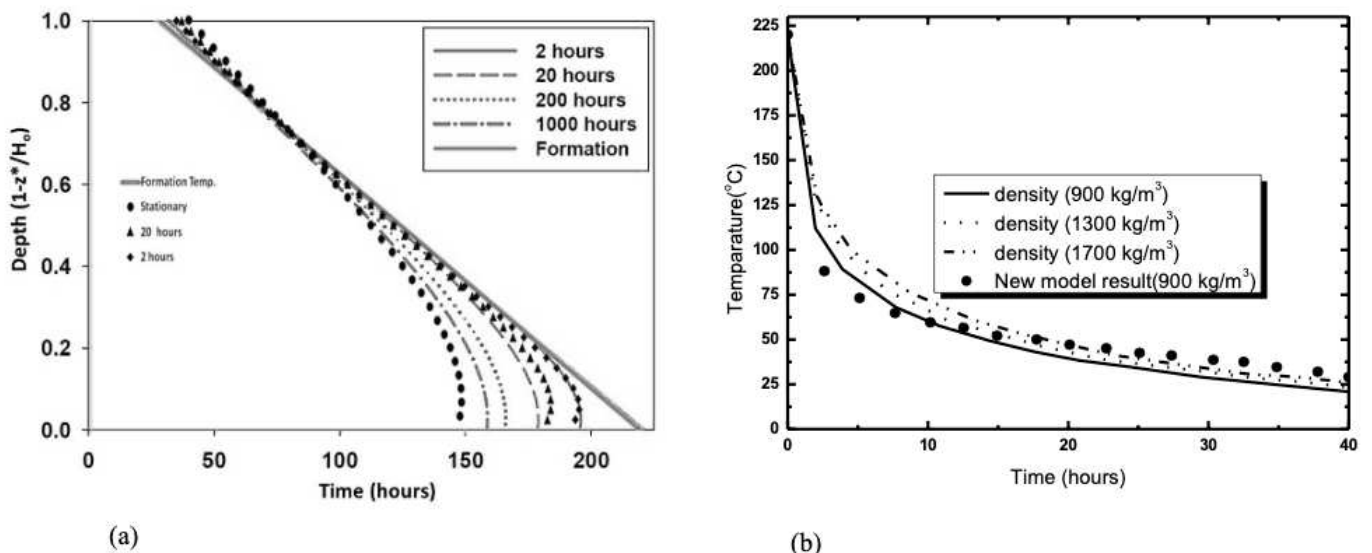 1.0
0.8
0.6
0.4
0.2
0.0
Depth (1-z*/H₀)
2 hours
20 hours
200 hours
1000 hours
Formation
Formation Temp.
Stationary
20 hours
2 hours
0 50 100 150 200
Time (hours)
(a)
225
200
175
150
125
100
75
50
25
0
Temparature(°C)
density (900 kg/m³)
density (1300 kg/m³)
density (1700 kg/m³)
New model result(900 kg/m³)
0 10 20 30 40
Time (hours)
(b)